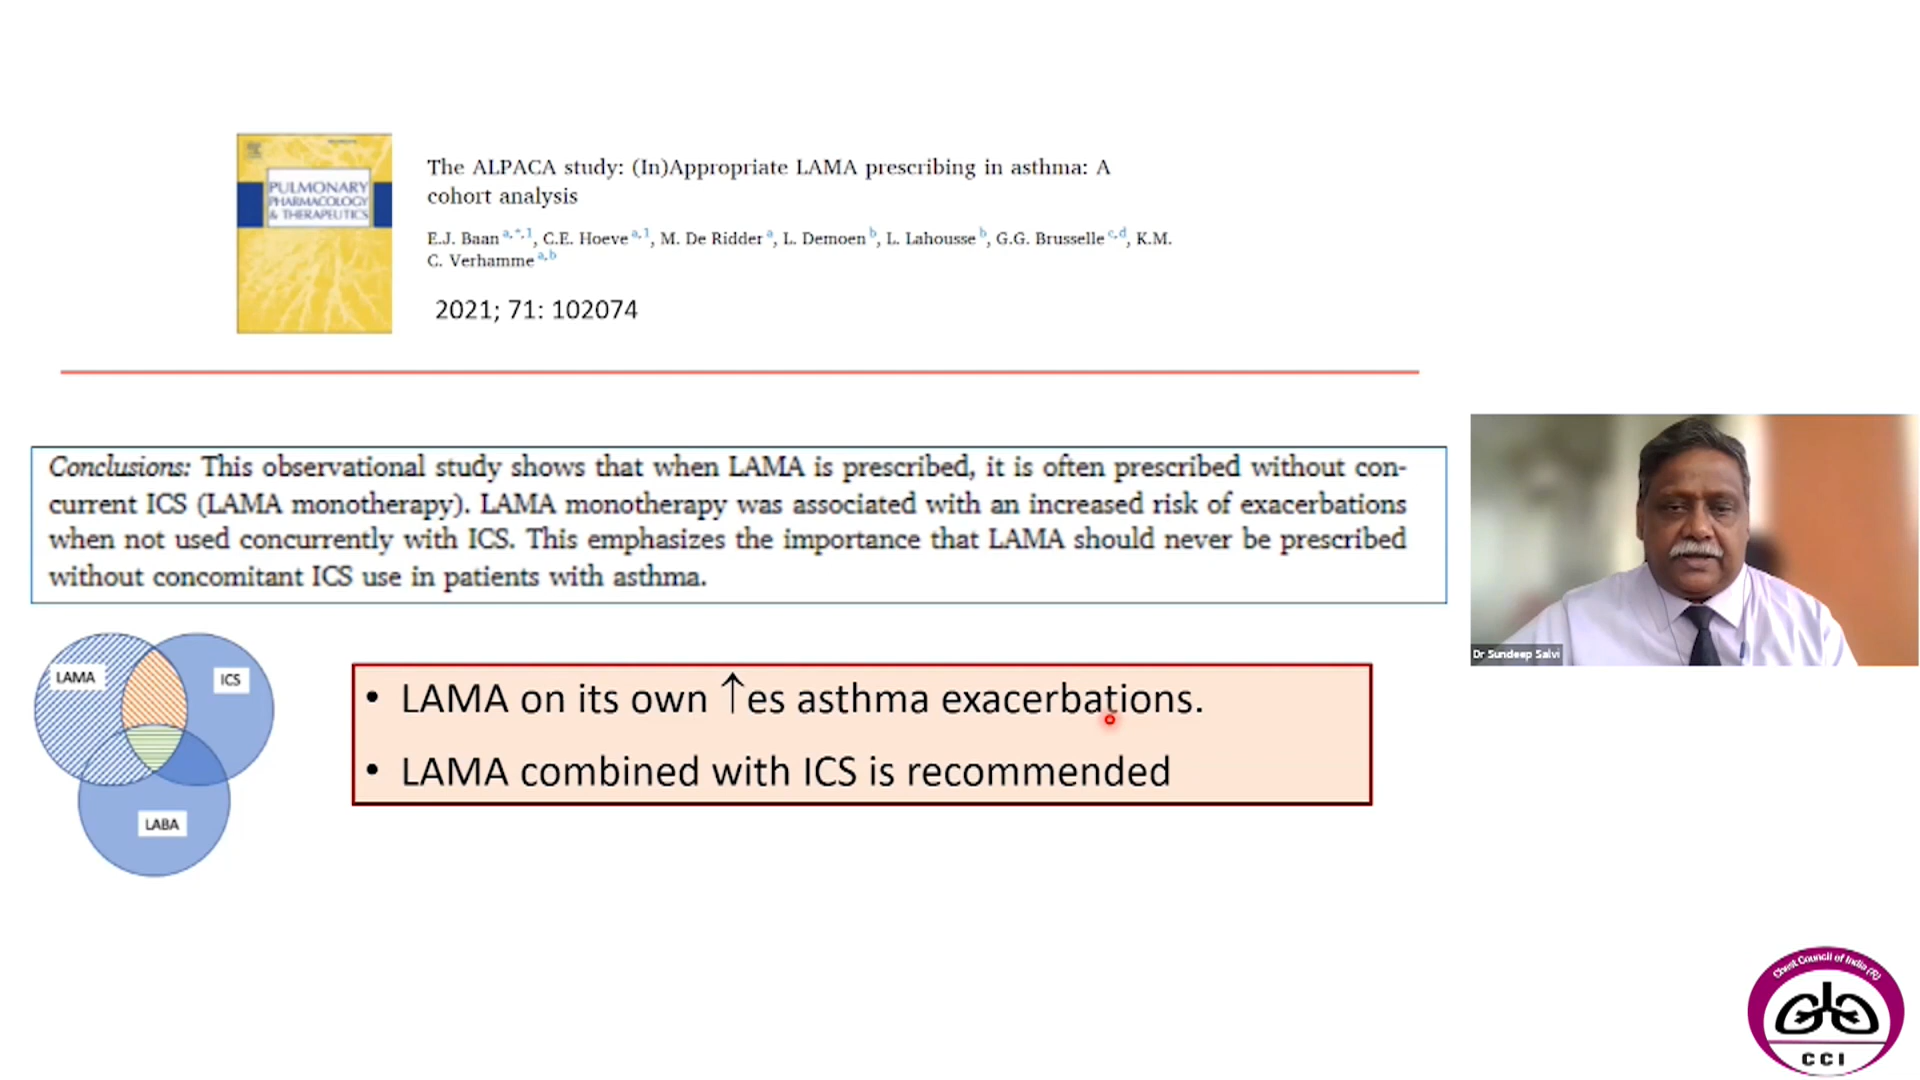 PULMONARY
PHARMACOLOGY
& THERAPEUTICS
The ALPACA study: (In)Appropriate LAMA prescribing in asthma: A
cohort analysis
E.J. Baan a,*,1, C.E. Hoeve a,1, M. De Ridder a, L. Demoen b, L. Lahousse b, G.G. Brusselle c,d, K.M.
C. Verhamme a,b
2021; 71: 102074
Conclusions: This observational study shows that when LAMA is prescribed, it is often prescribed without con-
current ICS (LAMA monotherapy). LAMA monotherapy was associated with an increased risk of exacerbations
when not used concurrently with ICS. This emphasizes the importance that LAMA should never be prescribed
without concomitant ICS use in patients with asthma.
Dr Sundeep Salvi
LAMA
ICS
LABA
• LAMA on its own ↑es asthma exacerbations.
• LAMA combined with ICS is recommended
Chest Council of India (R)
CCI